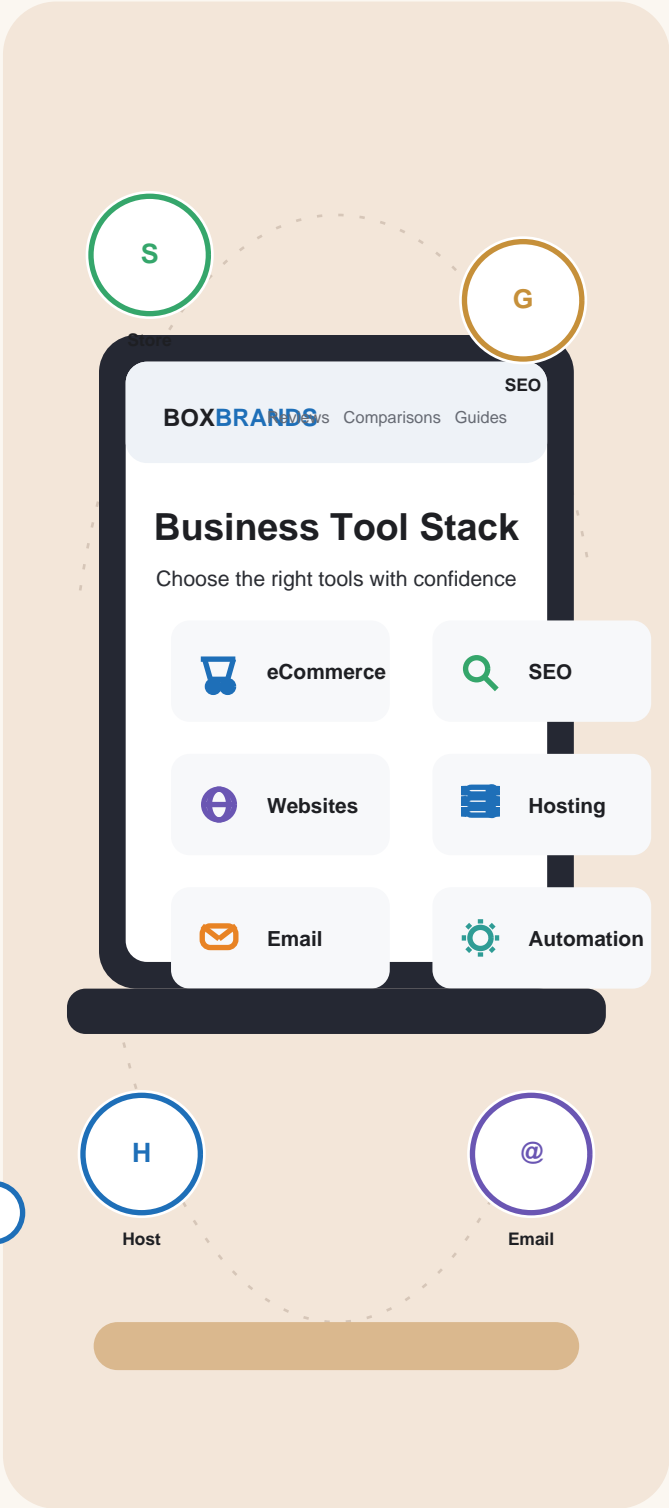 S
G
Store
SEO
BOXBRANDS Reviews Comparisons Guides
Business Tool Stack
Choose the right tools with confidence
eCommerce
SEO
Websites
Hosting
Email
Automation
H
@
Host
Email